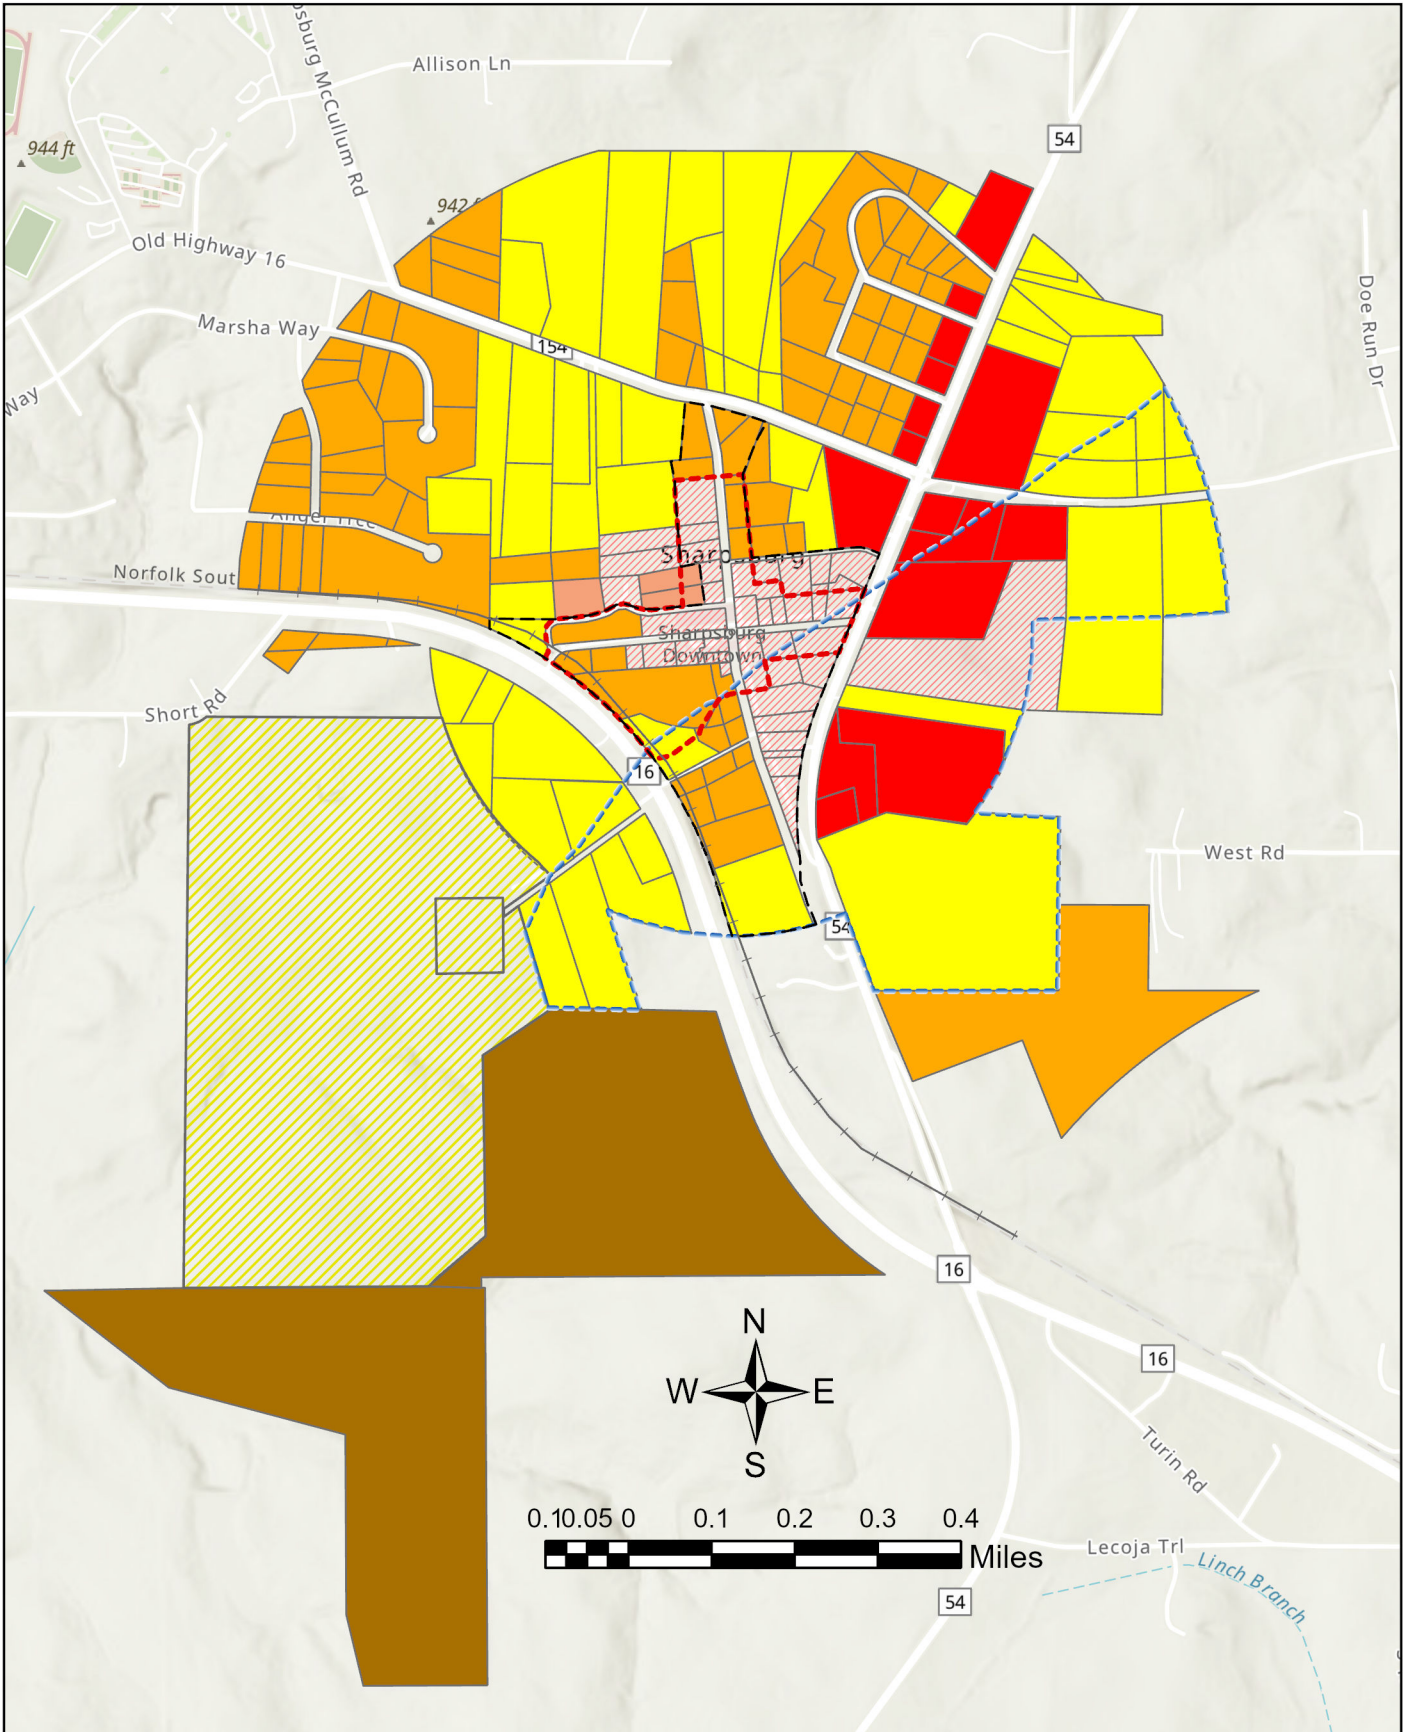 Allison Ln
54
944 ft
942
Old Highway 16
Marsha Way
154
Doe Run Dr
Way
Norfolk Sout
Sharpsburg
Sharpsburg
Downtown
Short Rd
16
West Rd
54
16
16
N
W E
S
Turin Rd
0.1 0.05 0 0.1 0.2 0.3 0.4
Miles
Lecoja Trl
Linch Branch
54